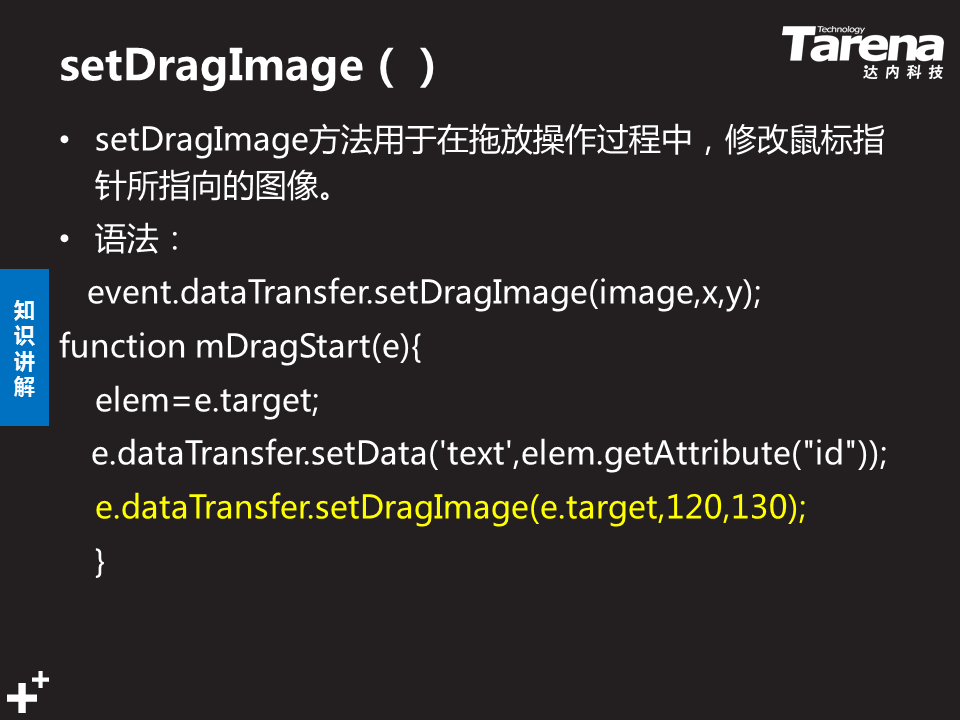 setDragImage（ ）
Technology
Tarena
达内科技
• setDragImage方法用于在拖放操作过程中，修改鼠标指
针所指向的图像。
• 语法：
event.dataTransfer.setDragImage(image,x,y);
function mDragStart(e){
elem=e.target;
e.dataTransfer.setData('text',elem.getAttribute("id"));
e.dataTransfer.setDragImage(e.target,120,130);
}
知
识
讲
解